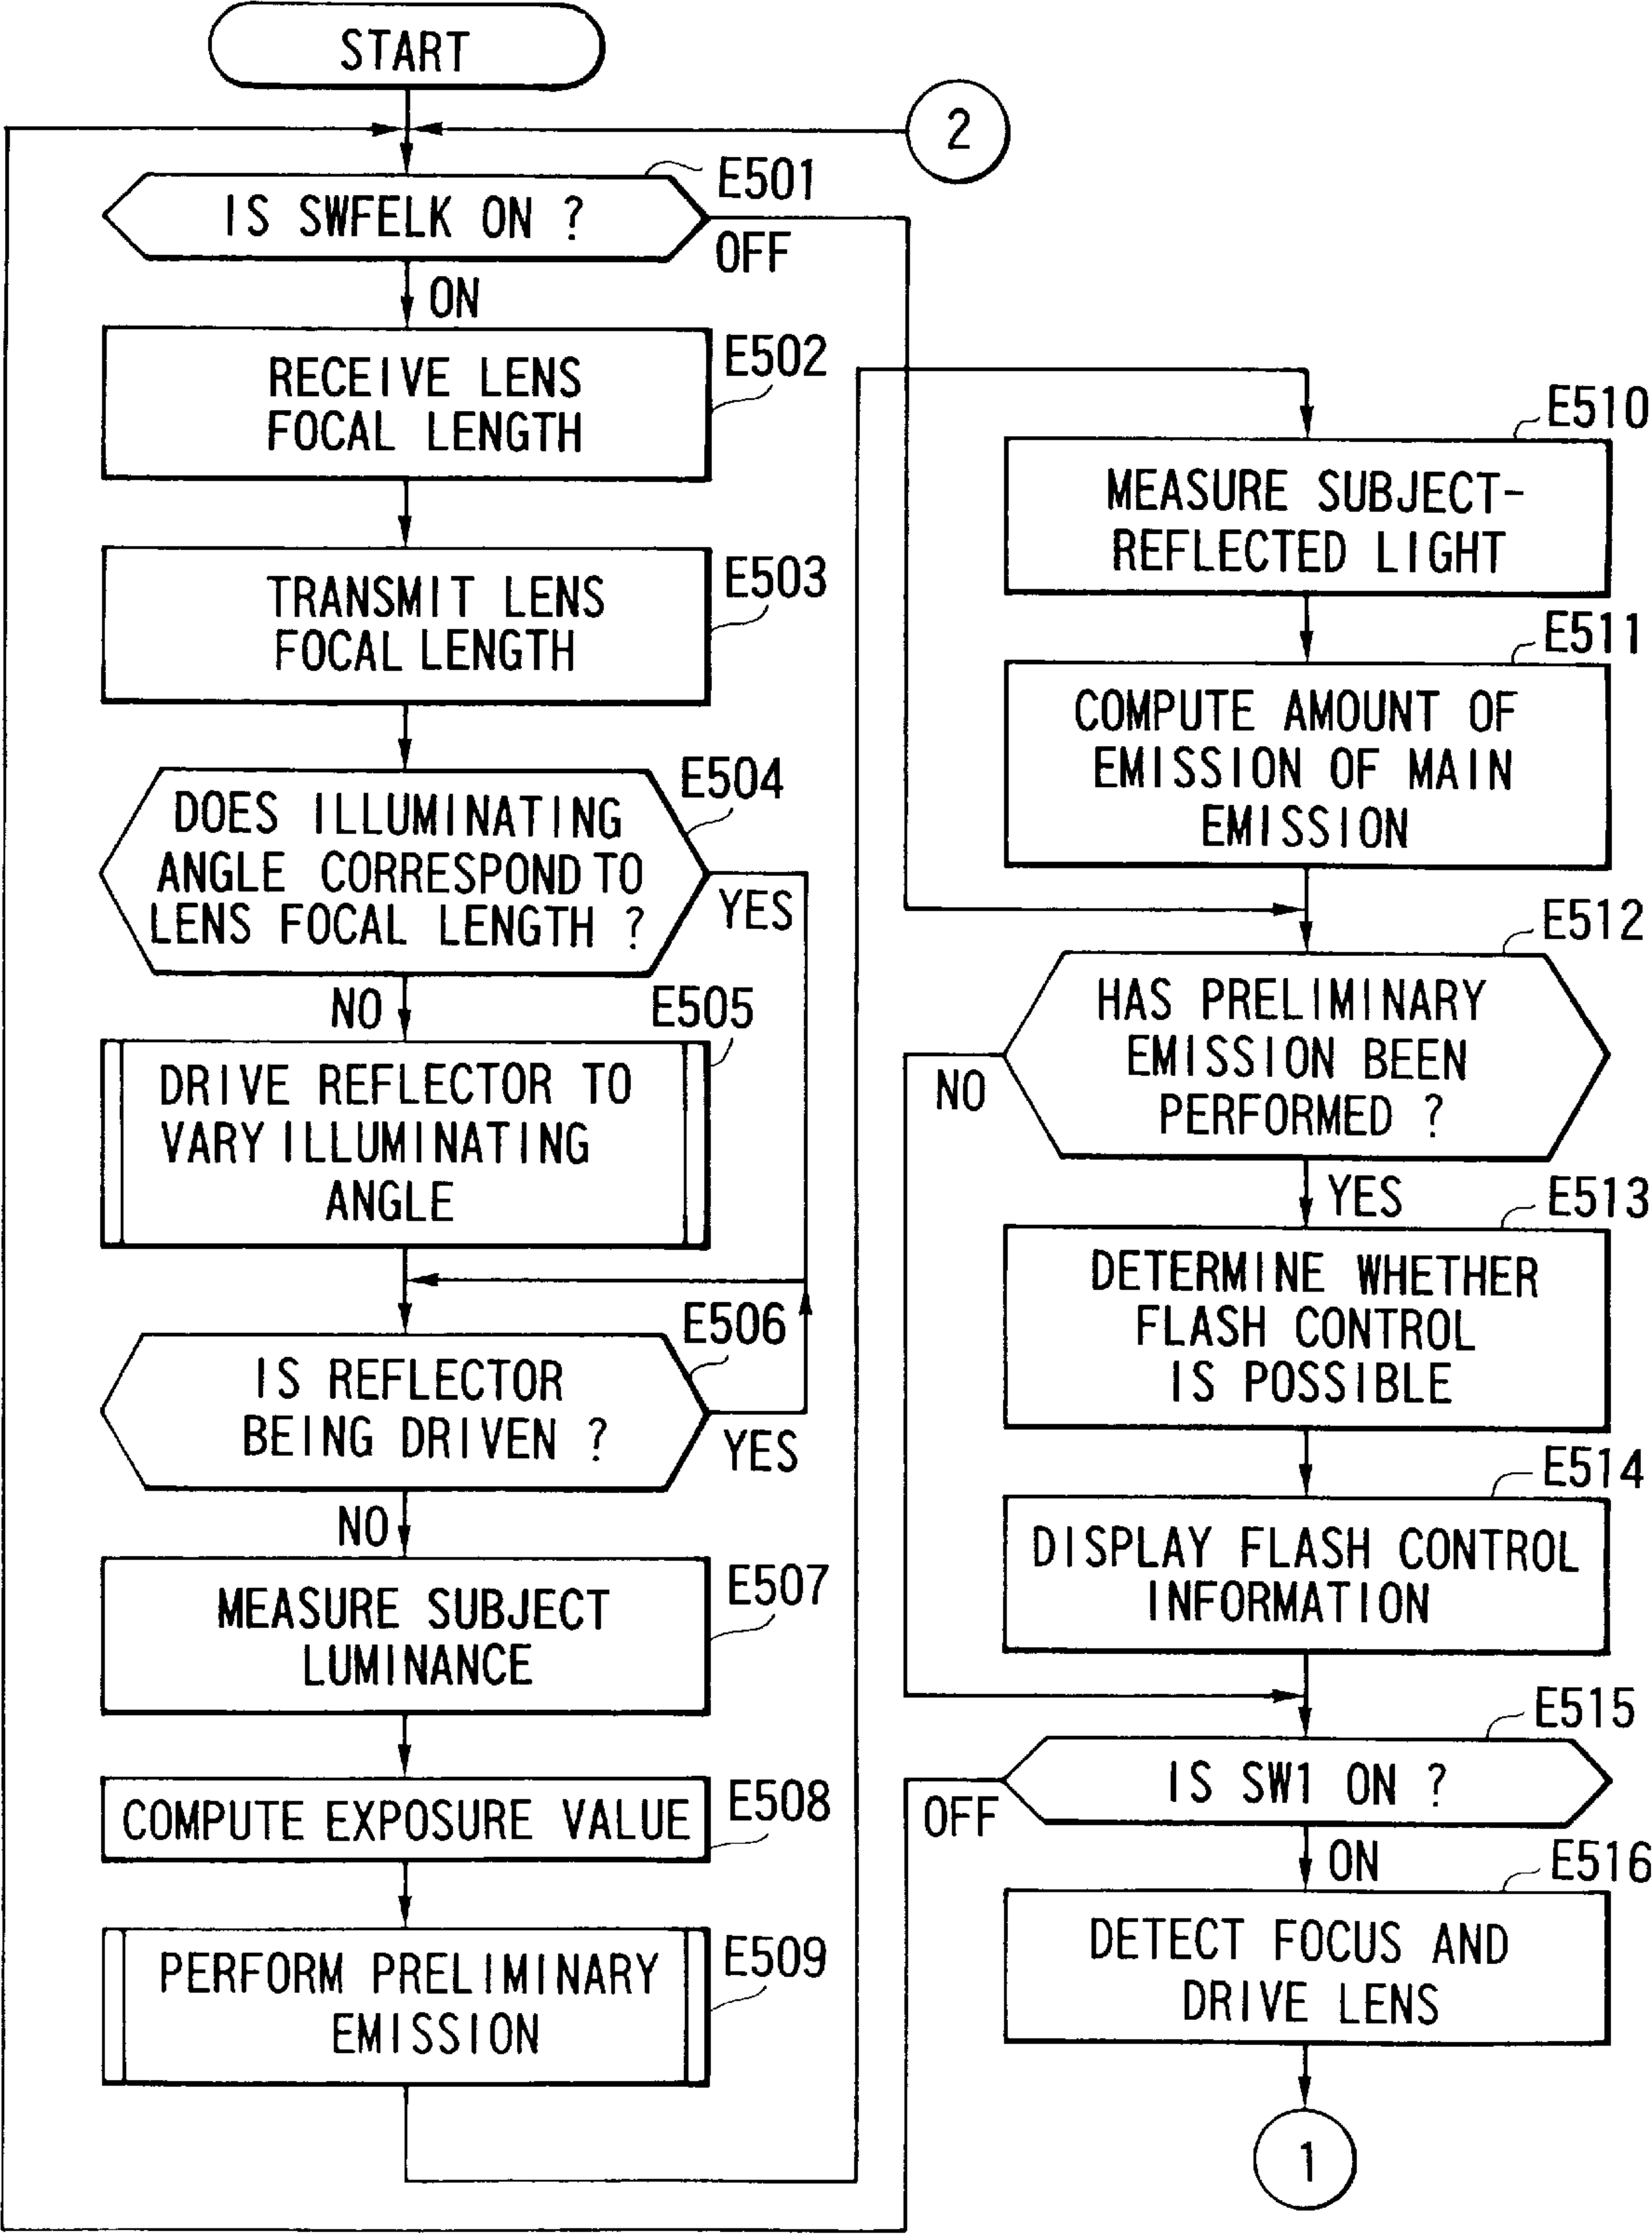 START
2
E501
IS SWFELK ON ?
OFF
ON
E502
RECEIVE LENS
FOCAL LENGTH
E503
TRANSMIT LENS
FOCAL LENGTH
E504
DOES ILLUMINATING
ANGLE CORRESPOND TO
LENS FOCAL LENGTH ?
YES
NO
E505
DRIVE REFLECTOR TO
VARY ILLUMINATING
ANGLE
E506
IS REFLECTOR
BEING DRIVEN ?
YES
NO
E507
MEASURE SUBJECT
LUMINANCE
E508
COMPUTE EXPOSURE VALUE
E509
PERFORM PRELIMINARY
EMISSION
E510
MEASURE SUBJECT-
REFLECTED LIGHT
E511
COMPUTE AMOUNT OF
EMISSION OF MAIN
EMISSION
E512
HAS PRELIMINARY
EMISSION BEEN
PERFORMED ?
NO
YES
E513
DETERMINE WHETHER
FLASH CONTROL
IS POSSIBLE
E514
DISPLAY FLASH CONTROL
INFORMATION
E515
IS SW1 ON ?
OFF
ON
E516
DETECT FOCUS AND
DRIVE LENS
1